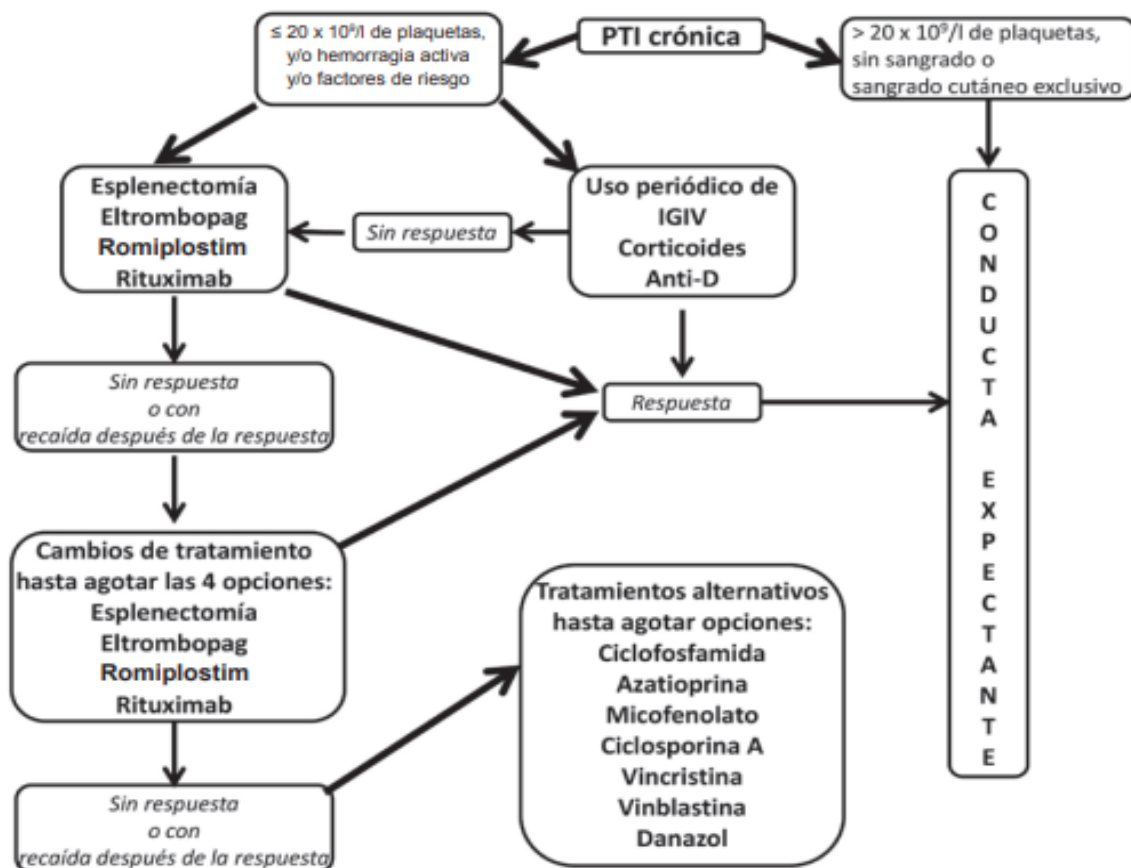 PTI crónica
≤ 20 x 10⁹/l de plaquetas,
y/o hemorragia activa
y/o factores de riesgo
> 20 x 10⁹/l de plaquetas,
sin sangrado o
sangrado cutáneo exclusivo
Esplenectomía
Eltrombopag
Romiplostim
Rituximab
Sin respuesta
Uso periódico de
IGIV
Corticoides
Anti-D
CONDUCTA EXPECTANTE
Sin respuesta
o con
recaída después de la respuesta
Respuesta
Cambios de tratamiento
hasta agotar las 4 opciones:
Esplenectomía
Eltrombopag
Romiplostim
Rituximab
Tratamientos alternativos
hasta agotar opciones:
Ciclofosfamida
Azatioprina
Micofenolato
Ciclosporina A
Vincristina
Vinblastina
Danazol
Sin respuesta
o con
recaída después de la respuesta